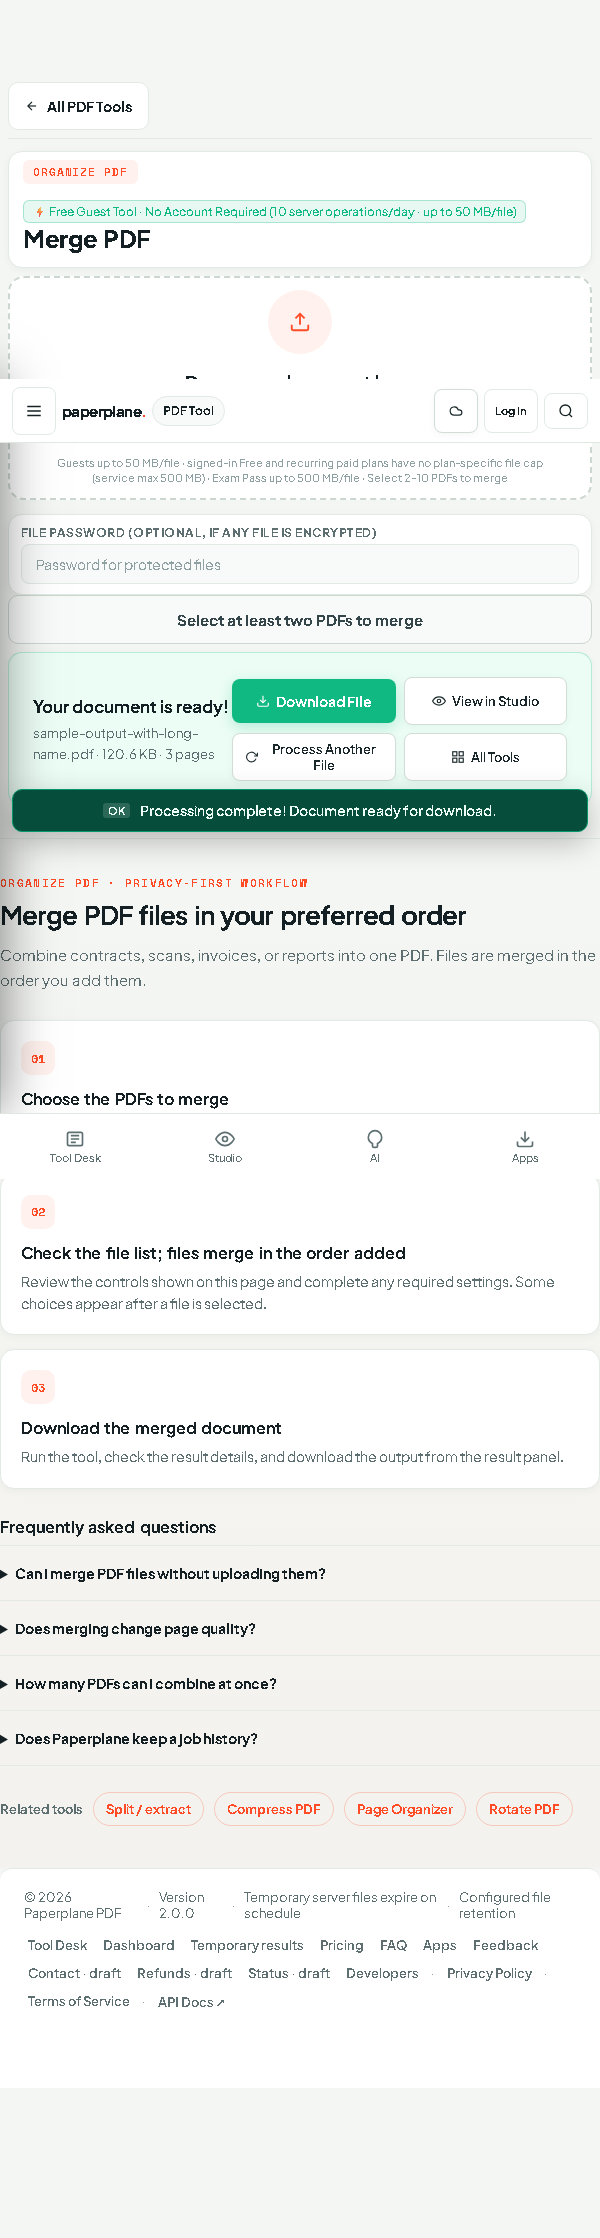 All PDF Tools
ORGANIZE PDF
Free Guest Tool · No Account Required (10 server operations/day · up to 50 MB/file)
Merge PDF
paperplane.
PDF Tool
Log In
Guests up to 50 MB/file · signed-in Free and recurring paid plans have no plan-specific file cap
(service max 500 MB) · Exam Pass up to 500 MB/file · Select 2-10 PDFs to merge
FILE PASSWORD (OPTIONAL, IF ANY FILE IS ENCRYPTED)
Password for protected files
Select at least two PDFs to merge
Your document is ready!
sample-output-with-long-
name.pdf · 120.6 KB · 3 pages
Download File
View in Studio
Process Another
File
All Tools
OK Processing complete! Document ready for download.
ORGANIZE PDF · PRIVACY-FIRST WORKFLOW
Merge PDF files in your preferred order
Combine contracts, scans, invoices, or reports into one PDF. Files are merged in the
order you add them.
01
Choose the PDFs to merge
Tool Desk
Studio
AI
Apps
02
Check the file list; files merge in the order added
Review the controls shown on this page and complete any required settings. Some
choices appear after a file is selected.
03
Download the merged document
Run the tool, check the result details, and download the output from the result panel.
Frequently asked questions
Can I merge PDF files without uploading them?
Does merging change page quality?
How many PDFs can I combine at once?
Does Paperplane keep a job history?
Related tools
Split / extract
Compress PDF
Page Organizer
Rotate PDF
© 2026
Paperplane PDF
·
Version
2.0.0
·
Temporary server files expire on
schedule
·
Configured file
retention
Tool Desk Dashboard Temporary results Pricing FAQ Apps Feedback
Contact · draft Refunds · draft Status · draft Developers · Privacy Policy ·
Terms of Service · API Docs ↗